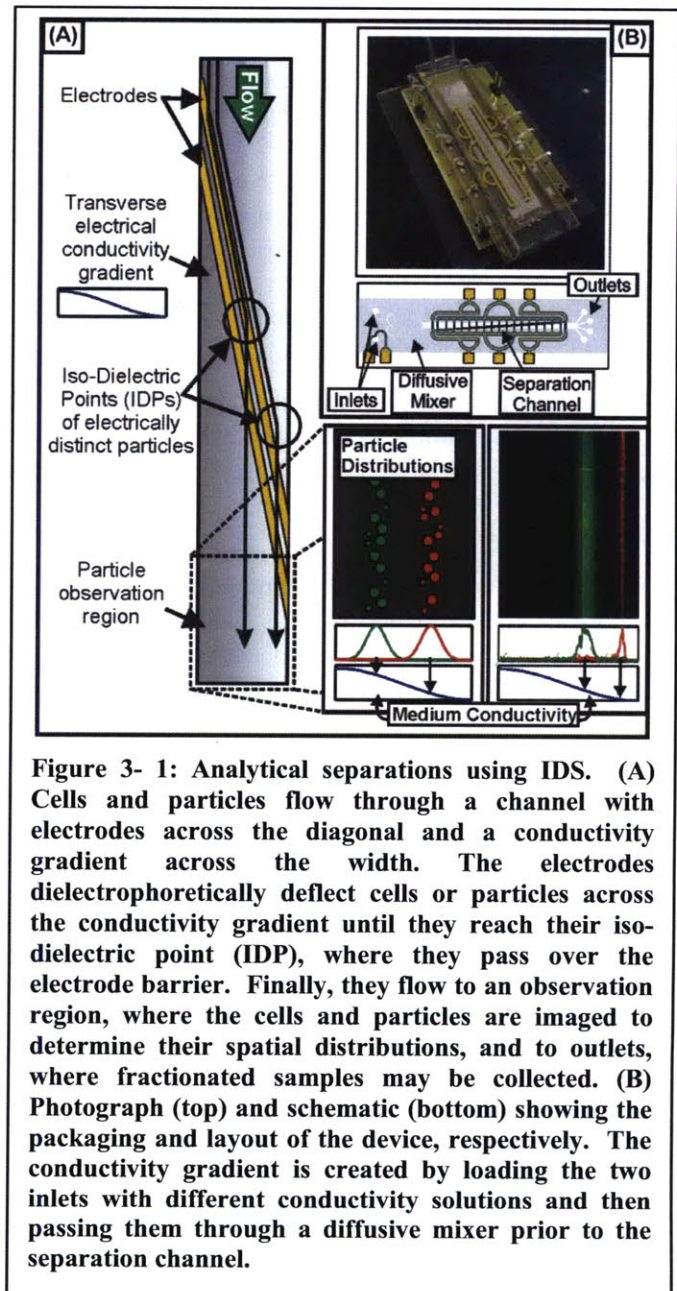 (A)
Electrodes
Flow
Transverse
electrical
conductivity
gradient
Iso-Dielectric
Points (IDPs)
of electrically
distinct particles
Particle
observation
region
(B)
Outlets
Inlets
Diffusive
Mixer
Separation
Channel
Particle
Distributions
Medium Conductivity
Figure 3- 1: Analytical separations using IDS. (A)
Cells and particles flow through a channel with
electrodes across the diagonal and a conductivity
gradient across the width. The electrodes
dielectrophoretically deflect cells or particles across
the conductivity gradient until they reach their iso-
dielectric point (IDP), where they pass over the
electrode barrier. Finally, they flow to an observation
region, where the cells and particles are imaged to
determine their spatial distributions, and to outlets,
where fractionated samples may be collected. (B)
Photograph (top) and schematic (bottom) showing the
packaging and layout of the device, respectively. The
conductivity gradient is created by loading the two
inlets with different conductivity solutions and then
passing them through a diffusive mixer prior to the
separation channel.